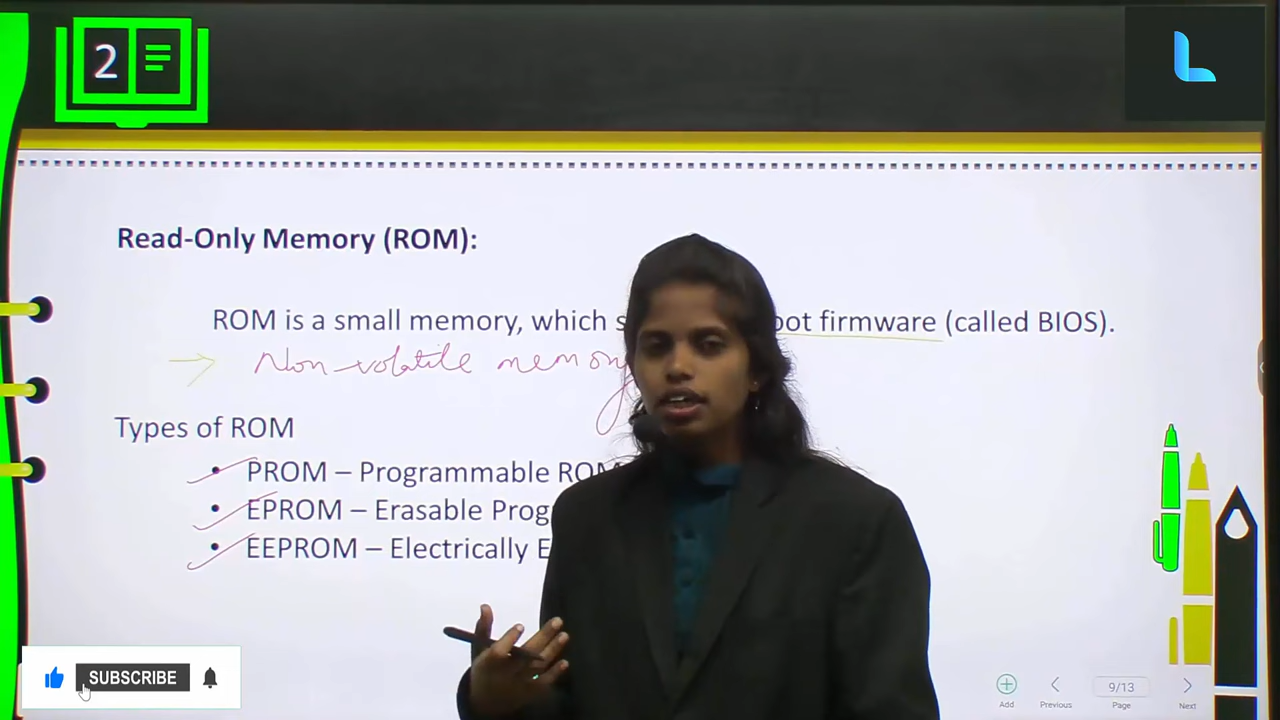 2
Read-Only Memory (ROM):
ROM is a small memory, which oot firmware (called BIOS).
Non-volatile memory
Types of ROM
• PROM – Programmable ROM
• EPROM – Erasable
• EEPROM – Electrically
SUBSCRIBE
9/13
Add Previous Page Next